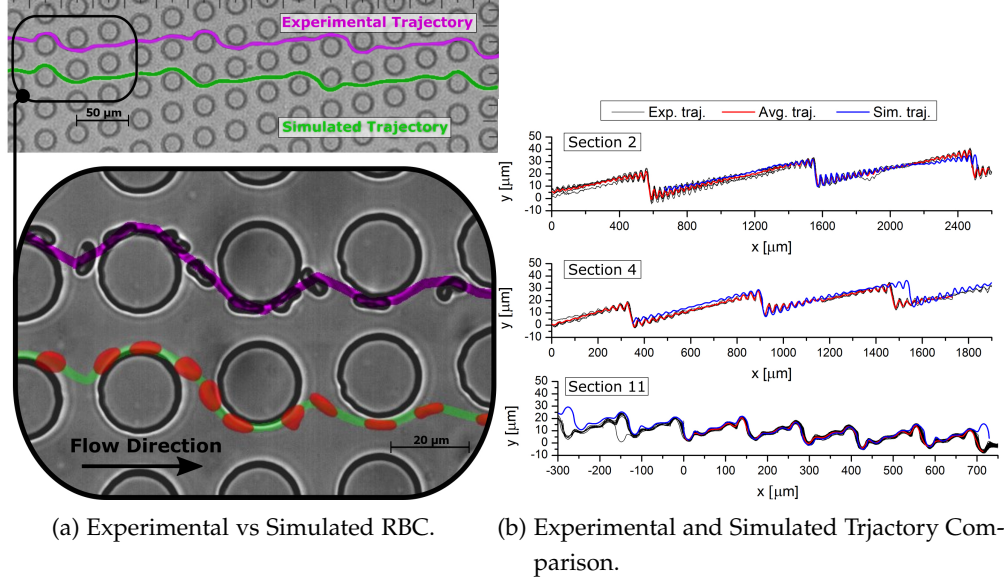 Experimental Trajectory
50 μm
Simulated Trajectory
Flow Direction
20 μm
(a) Experimental vs Simulated RBC.
Exp. traj. Avg. traj. Sim. traj.
Section 2
y [μm]
50
40
30
20
10
0
-10
0 400 800 1200 1600 2000 2400
x [μm]
Section 4
y [μm]
50
40
30
20
10
0
-10
0 200 400 600 800 1000 1200 1400 1600 1800
x [μm]
Section 11
y [μm]
50
40
30
20
10
0
-10
-300 -200 -100 0 100 200 300 400 500 600 700
x [μm]
(b) Experimental and Simulated Trjactory Com-
parison.